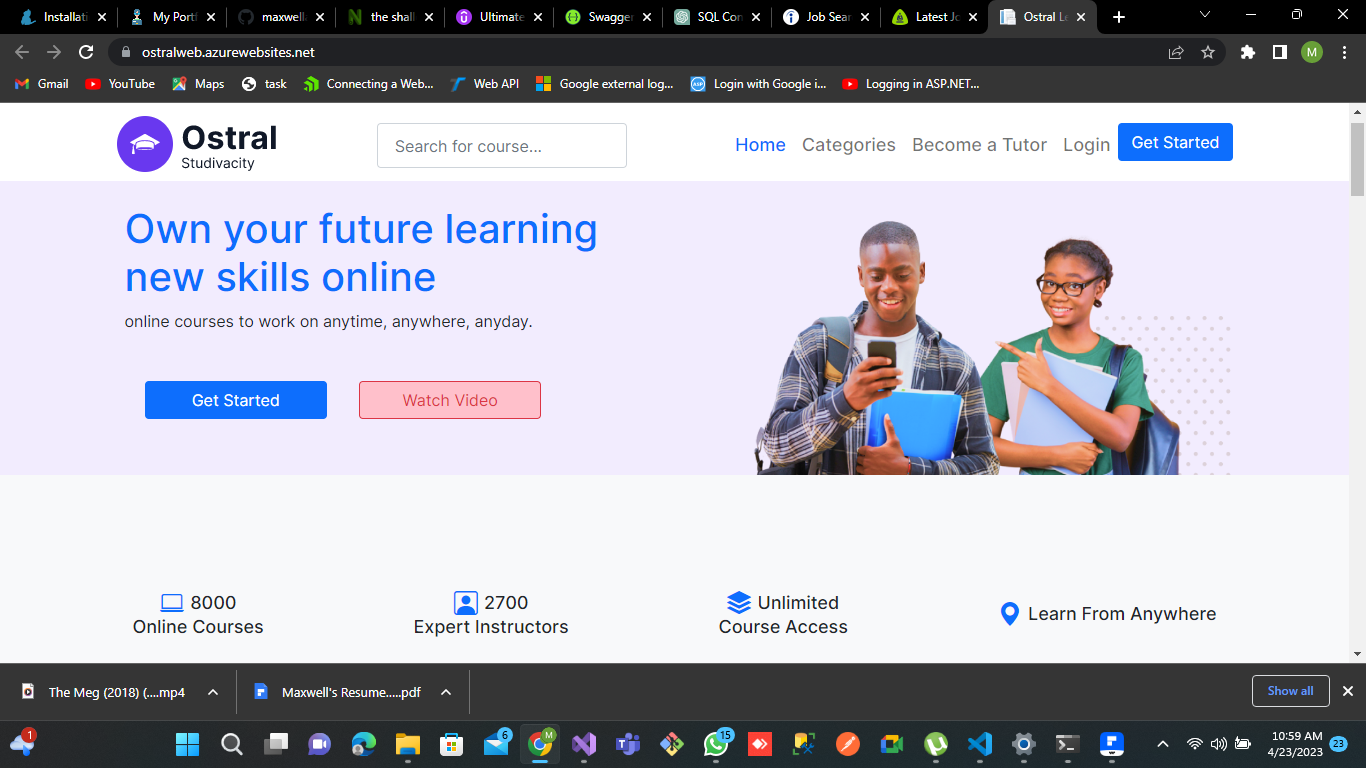 Installati
My Portf
maxwell.
the shall
Ultimate
Swagger
SQL Con
Job Sear
Latest Jo
Ostral Le
ostralweb.azurewebsites.net
M
Gmail
YouTube
Maps
task
Connecting a Web...
Web API
Google external log...
Login with Google i...
Logging in ASP.NET...
Ostral
Studivacity
Search for course...
Home
Categories
Become a Tutor
Login
Get Started
Own your future learning
new skills online
online courses to work on anytime, anywhere, anyday.
Get Started
Watch Video
8000
Online Courses
2700
Expert Instructors
Unlimited
Course Access
Learn From Anywhere
The Meg (2018) (....mp4
Maxwell's Resume.....pdf
Show all
1
6
M
15
10:59 AM
4/23/2023
23